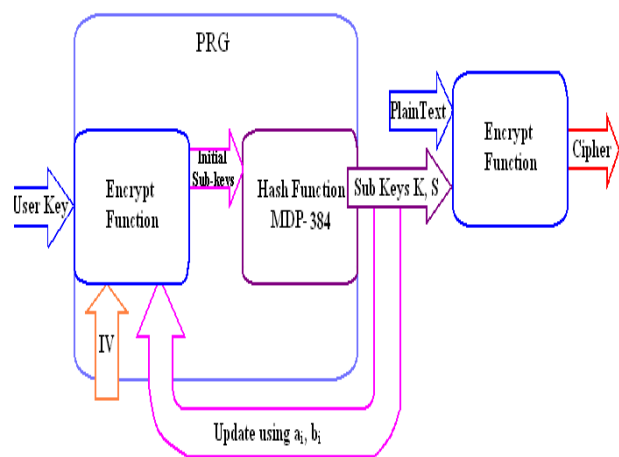 PRG
User Key
Encrypt
Function
Initial
Sub-keys
Hash Function
MDP-384
Sub Keys K, S
PlainText
Encrypt
Function
Cipher
IV
Update using aᵢ, bᵢ